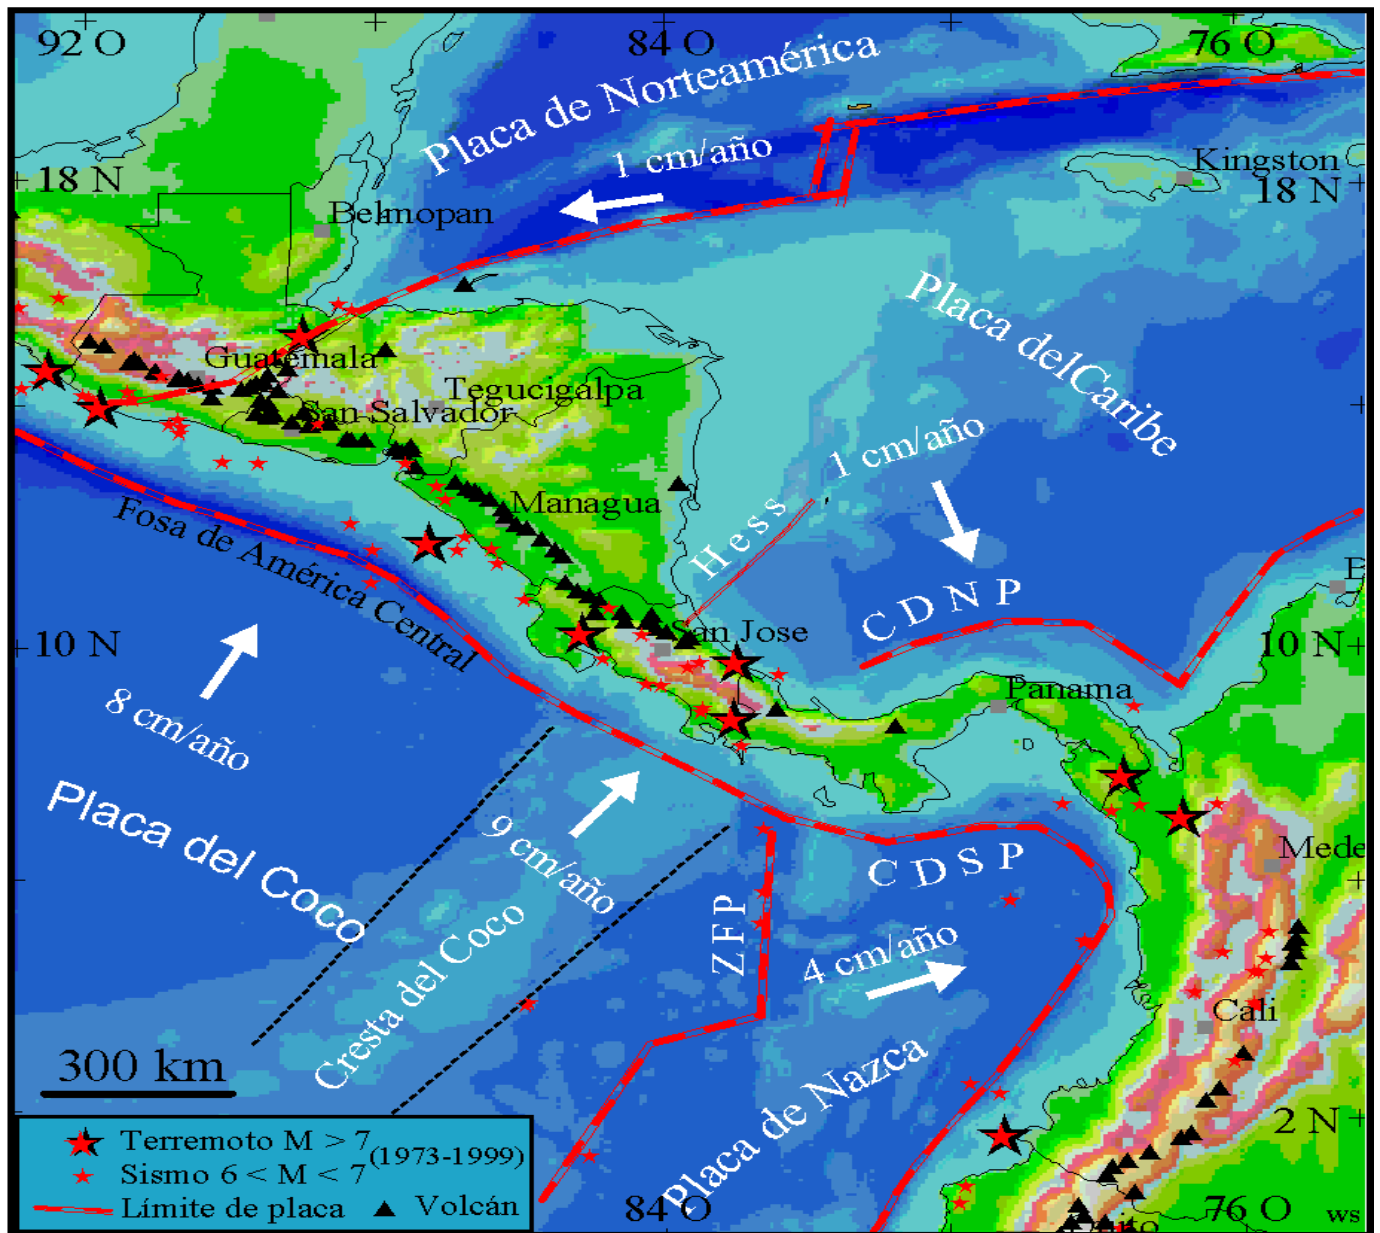 92 O
84 O
76 O
Placa de Norteamérica
1 cm/año
Kingston
18 N
18 N
Belmopan
Placa del Caribe
Guatemala
Tegucigalpa
San Salvador
1 cm/año
Managua
Hess
Fosa de América Central
CDNP
B
San Jose
10 N
10 N
Panama
8 cm/año
Placa del Coco
9 cm/año
CDSP
Mede
ZFP
4 cm/año
Cresta del Coco
Cali
300 km
Placa de Nazca
2 N
Terremoto M > 7
(1973-1999)
Sismo 6 < M < 7
Límite de placa
Volcán
84 O
76 O
ws